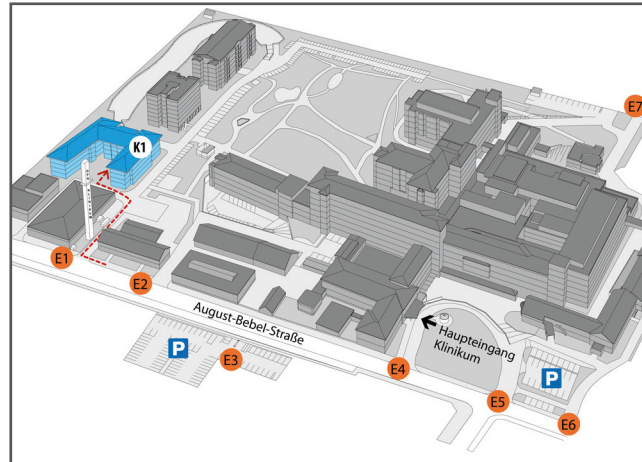 E7
K1
E1
E2
August-Bebel-Straße
P
E3
Haupteingang
Klinikum
E4
P
E5
E6